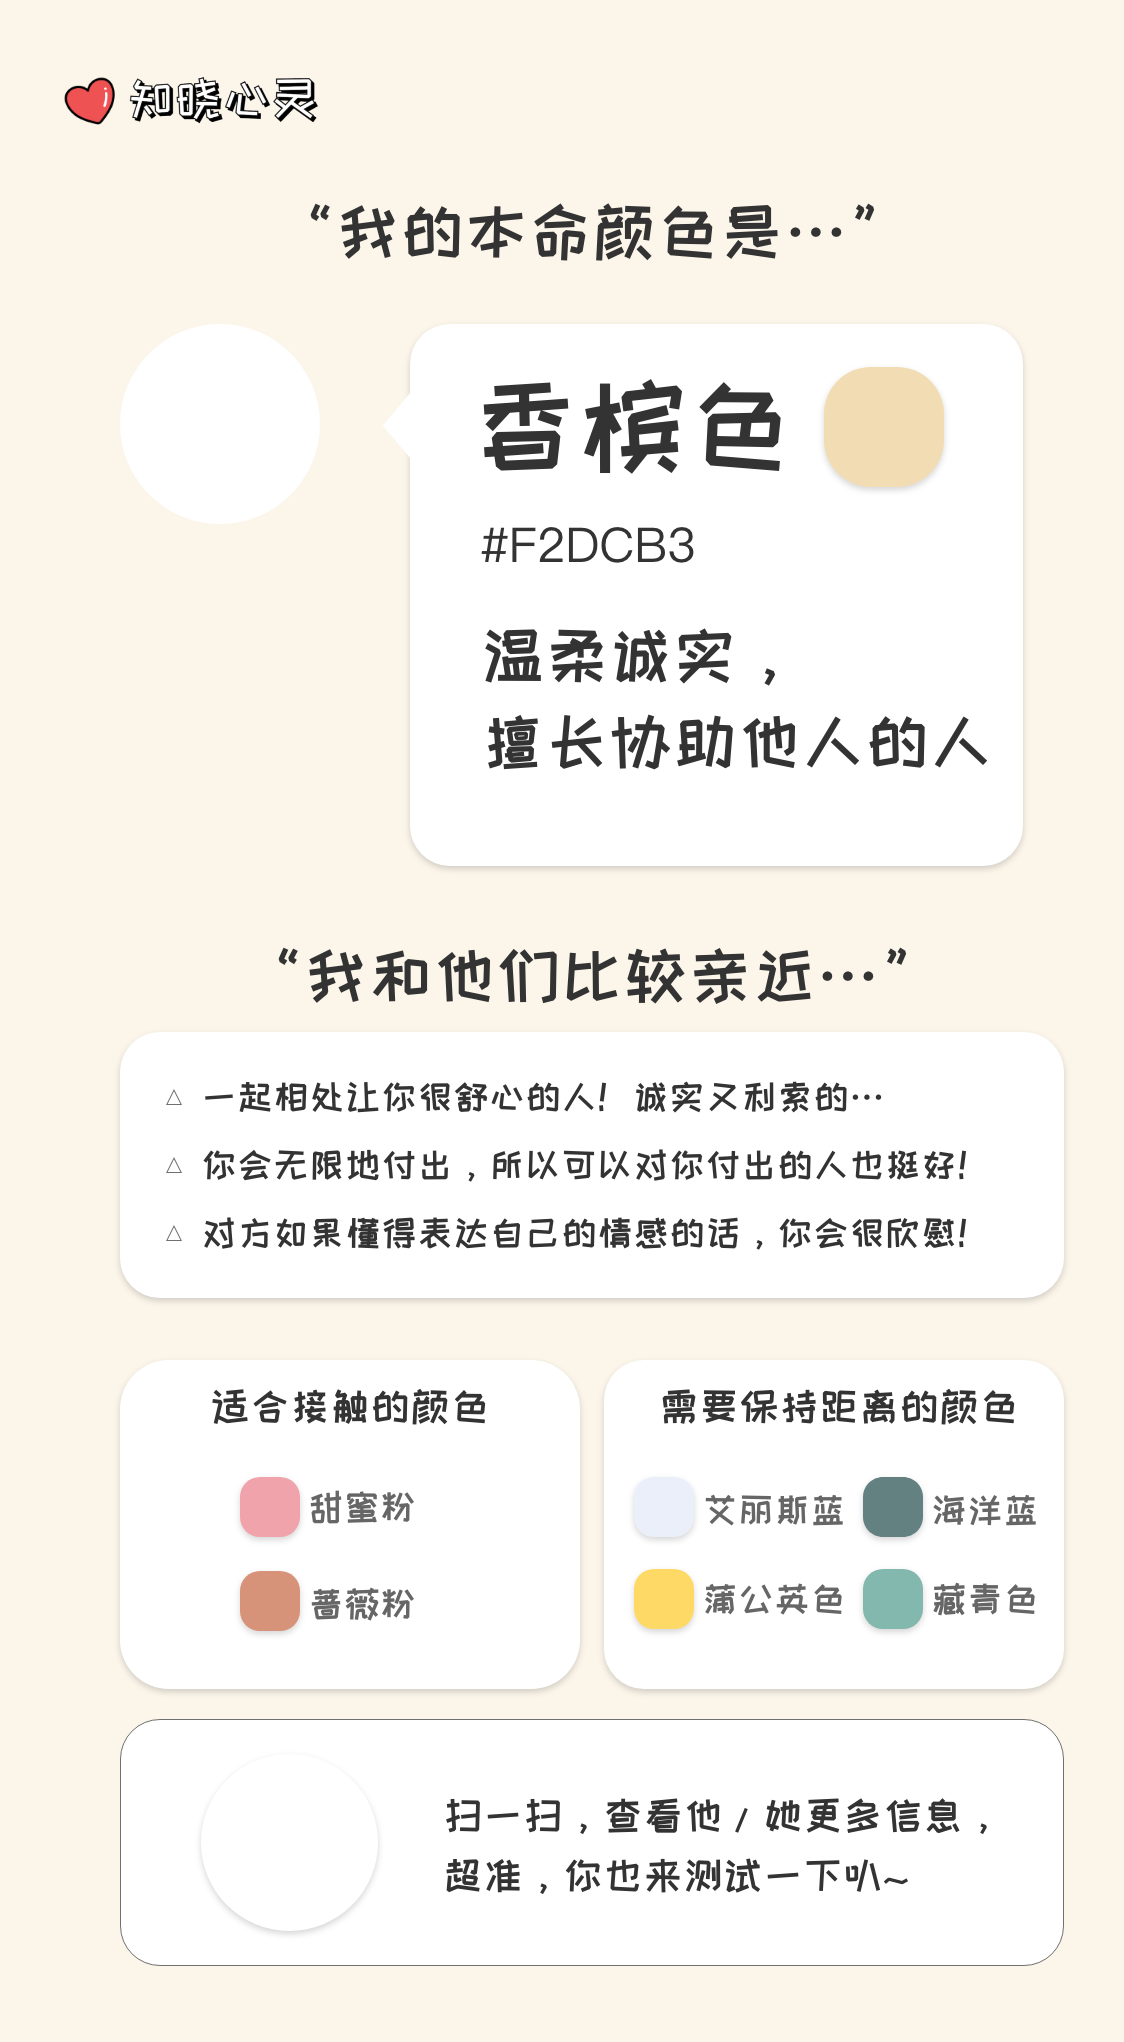 知晓心灵
“我的本命颜色是…”
香槟色
#F2DCB3
温柔诚实，
擅长协助他人的人
“我和他们比较亲近…”
△ 一起相处让你很舒心的人！诚实又利索的…
△ 你会无限地付出，所以可以对你付出的人也挺好！
△ 对方如果懂得表达自己的情感的话，你会很欣慰！
适合接触的颜色
甜蜜粉
蔷薇粉
需要保持距离的颜色
艾丽斯蓝 海洋蓝
蒲公英色 藏青色
扫一扫，查看他/她更多信息，
超准，你也来测试一下叭~